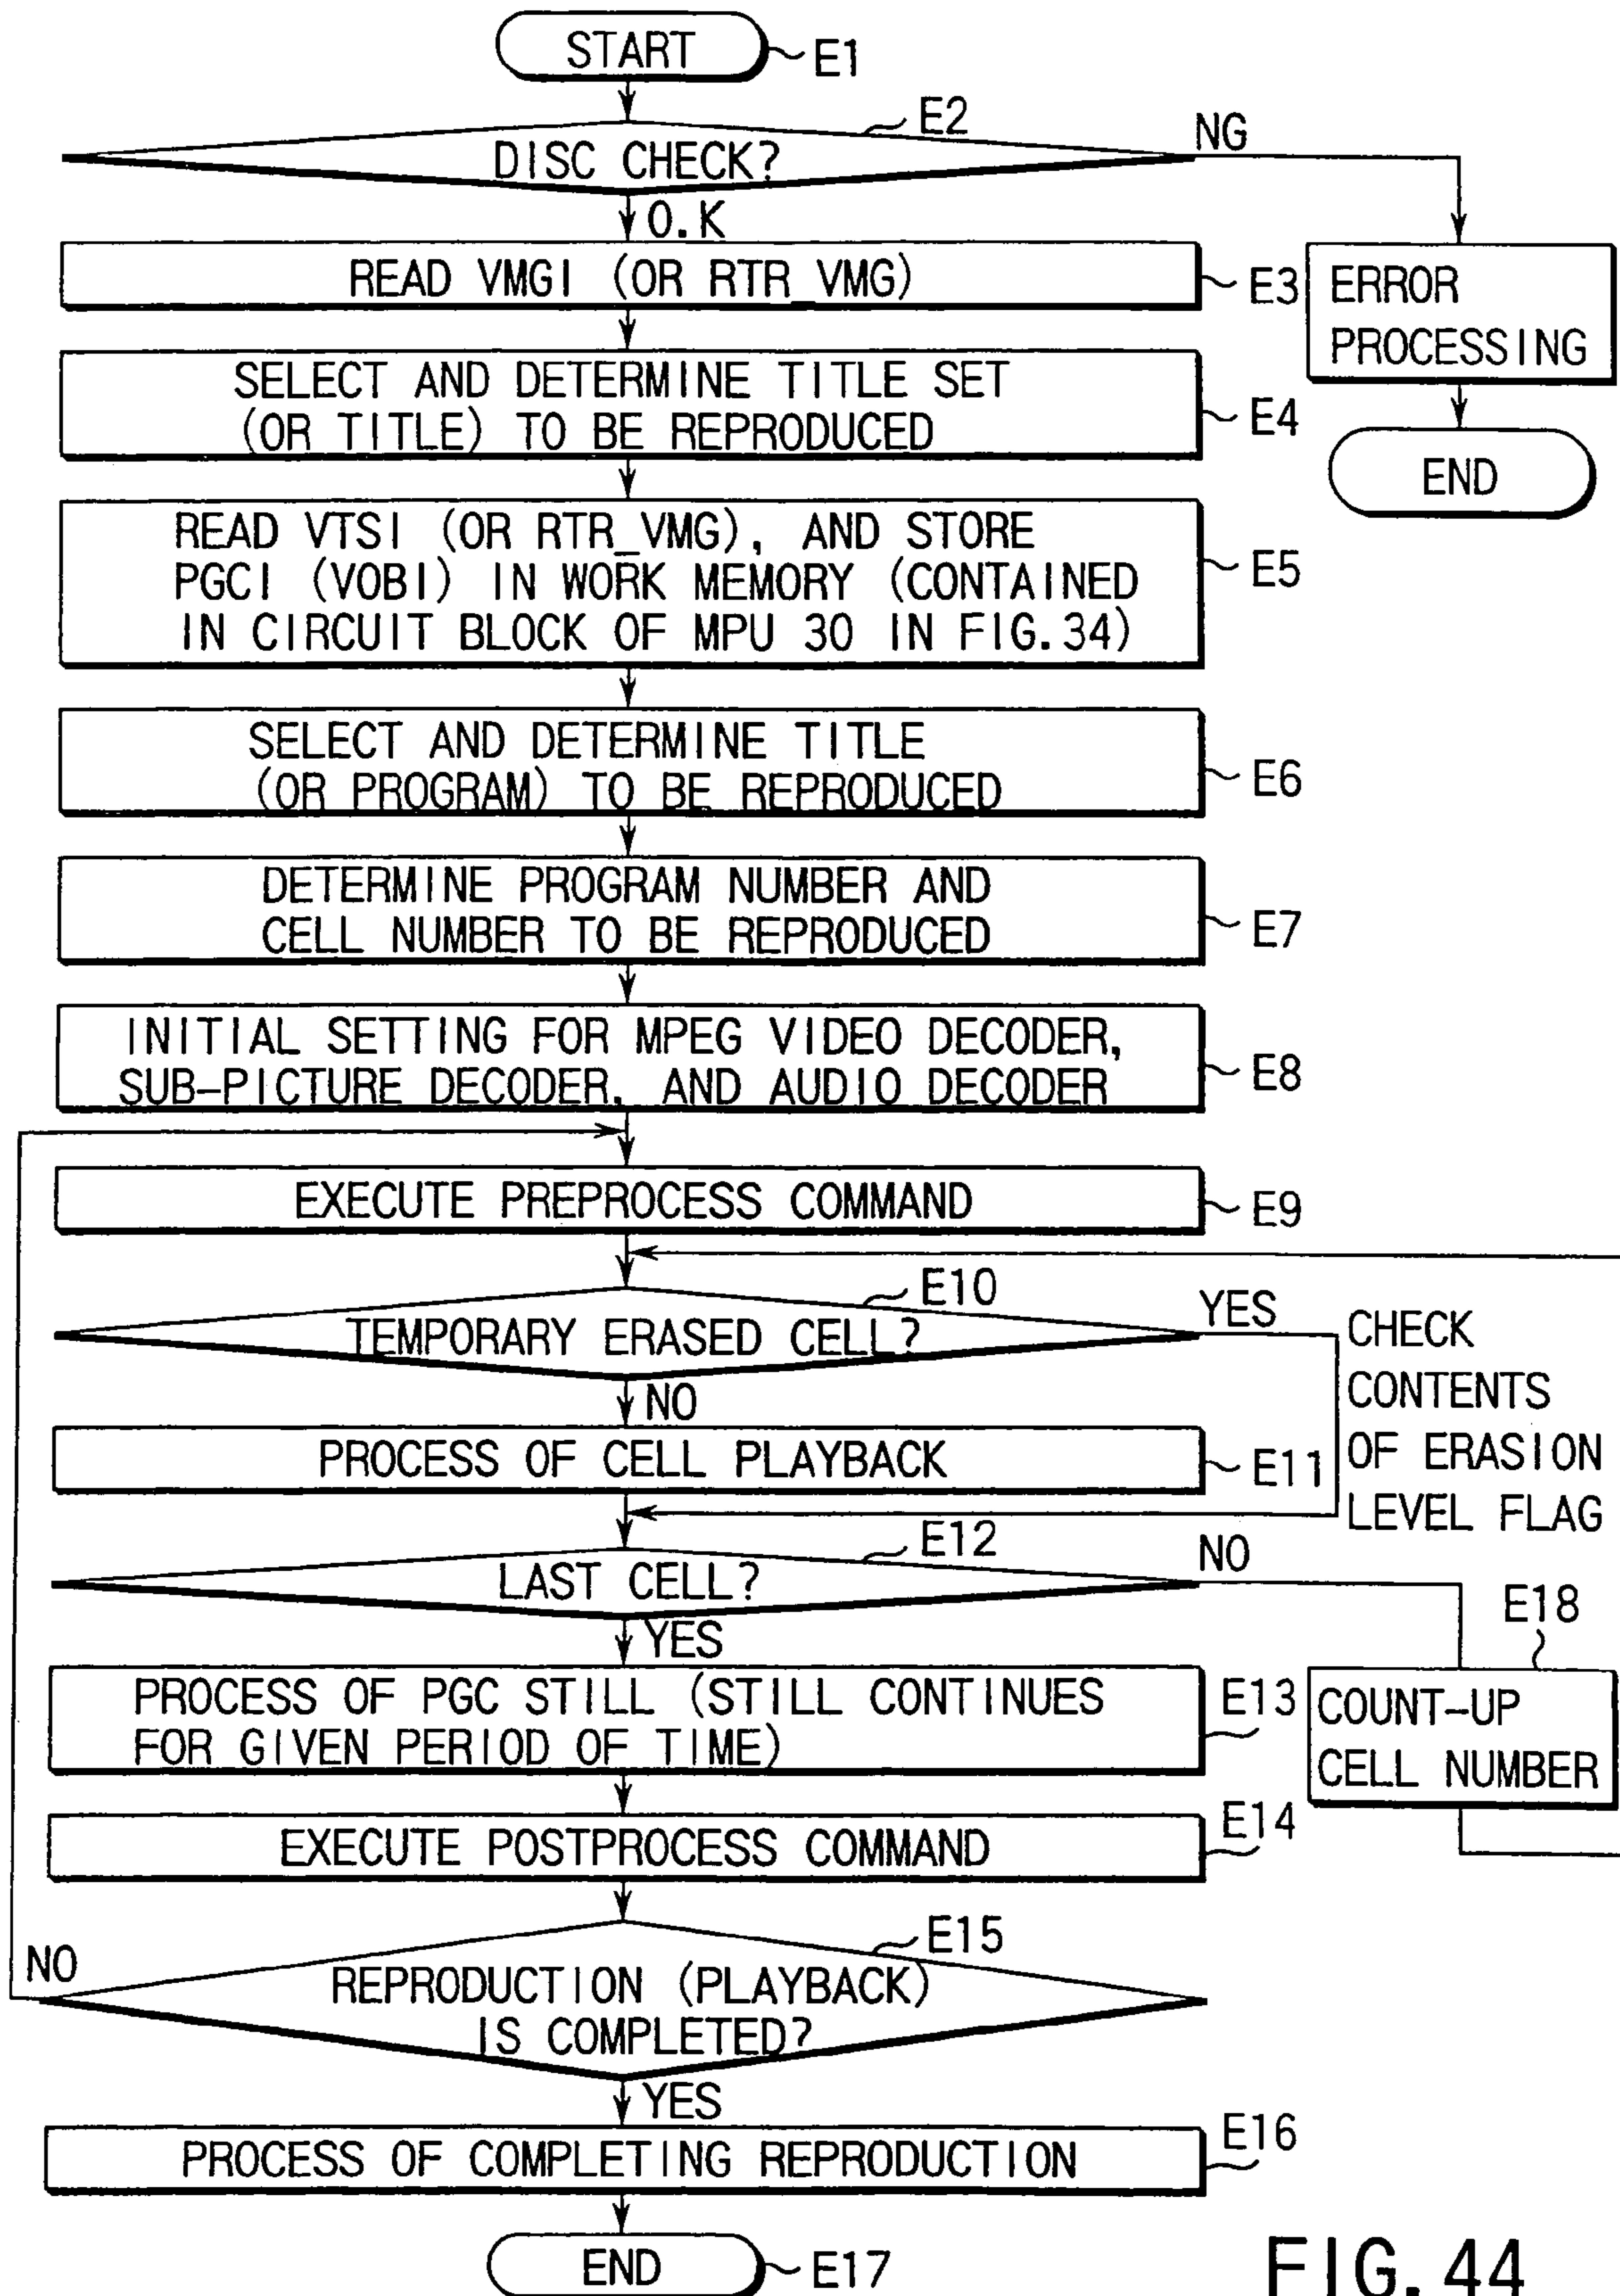 START
E1
E2
NG
DISC CHECK?
O.K
READ VMGI (OR RTR_VMG)
E3
ERROR
PROCESSING
SELECT AND DETERMINE TITLE SET
(OR TITLE) TO BE REPRODUCED
E4
END
READ VTSI (OR RTR_VMG), AND STORE
PGCI (VOBI) IN WORK MEMORY (CONTAINED
IN CIRCUIT BLOCK OF MPU 30 IN FIG.34)
E5
SELECT AND DETERMINE TITLE
(OR PROGRAM) TO BE REPRODUCED
E6
DETERMINE PROGRAM NUMBER AND
CELL NUMBER TO BE REPRODUCED
E7
INITIAL SETTING FOR MPEG VIDEO DECODER,
SUB-PICTURE DECODER, AND AUDIO DECODER
E8
EXECUTE PREPROCESS COMMAND
E9
E10
YES
TEMPORARY ERASED CELL?
CHECK
CONTENTS
OF ERASION
LEVEL FLAG
NO
PROCESS OF CELL PLAYBACK
E11
E12
NO
LAST CELL?
YES
E18
COUNT-UP
CELL NUMBER
PROCESS OF PGC STILL (STILL CONTINUES
FOR GIVEN PERIOD OF TIME)
E13
EXECUTE POSTPROCESS COMMAND
E14
E15
NO
REPRODUCTION (PLAYBACK)
IS COMPLETED?
YES
PROCESS OF COMPLETING REPRODUCTION
E16
END
E17
FIG. 44